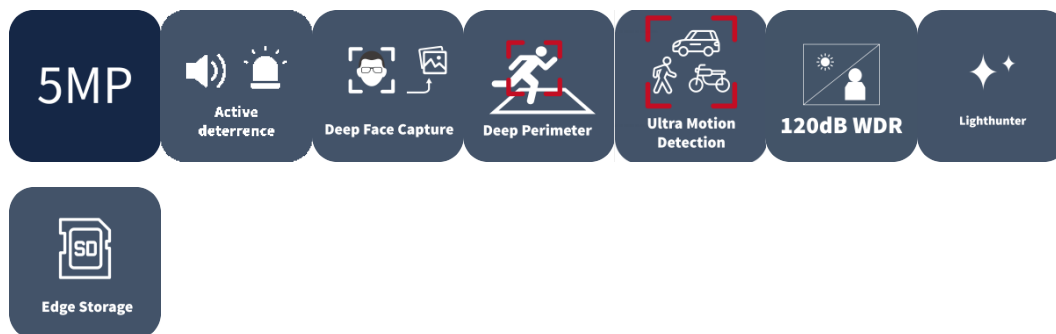 5MP
Active
deterrence
Deep Face Capture
Deep Perimeter
Ultra Motion
Detection
120dB WDR
Lighthunter
SD
Edge Storage